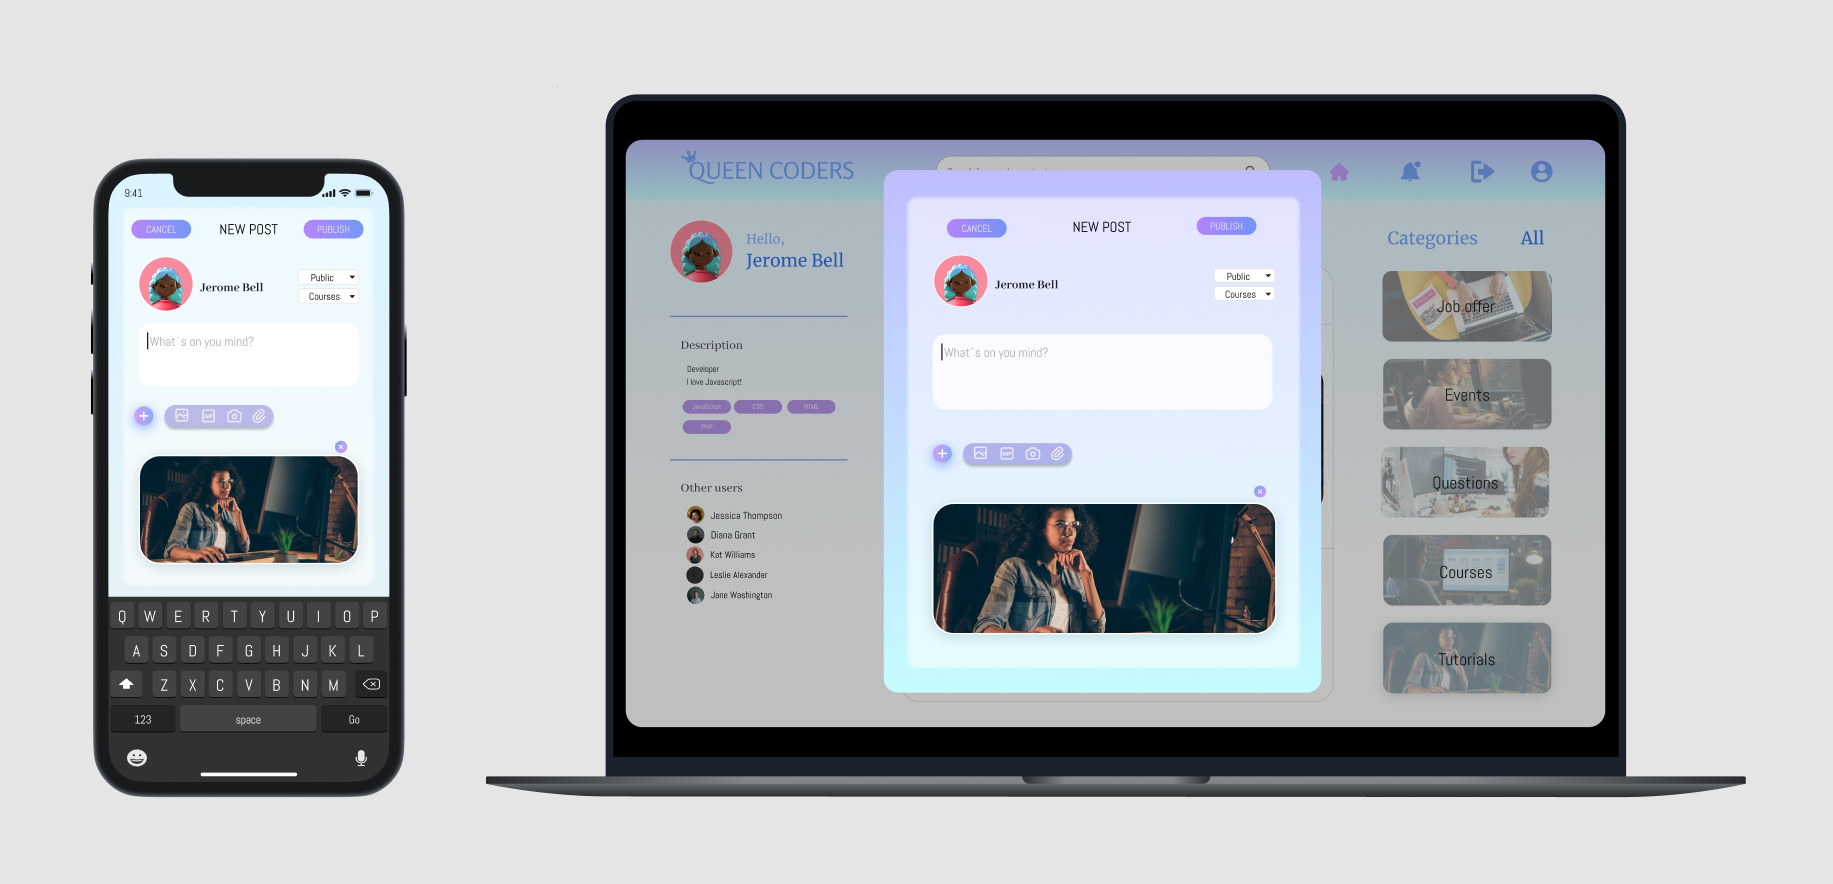 9:41
CANCEL
NEW POST
PUBLISH
Jerome Bell
Public
Courses
What´s on you mind?
GIF
Q W E R T Y U I O P
A S D F G H J K L
Z X C V B N M
123
space
Go
QUEEN CODERS
Hello,
Jerome Bell
Description
Developer
I love Javascript!
JavaScript
CSS
HTML
PHP
Other users
Jessica Thompson
Diana Grant
Kat Williams
Leslie Alexander
Jane Washington
CANCEL
NEW POST
PUBLISH
Jerome Bell
Public
Courses
What´s on you mind?
GIF
Categories
All
Job offer
Events
Questions
Courses
Tutorials